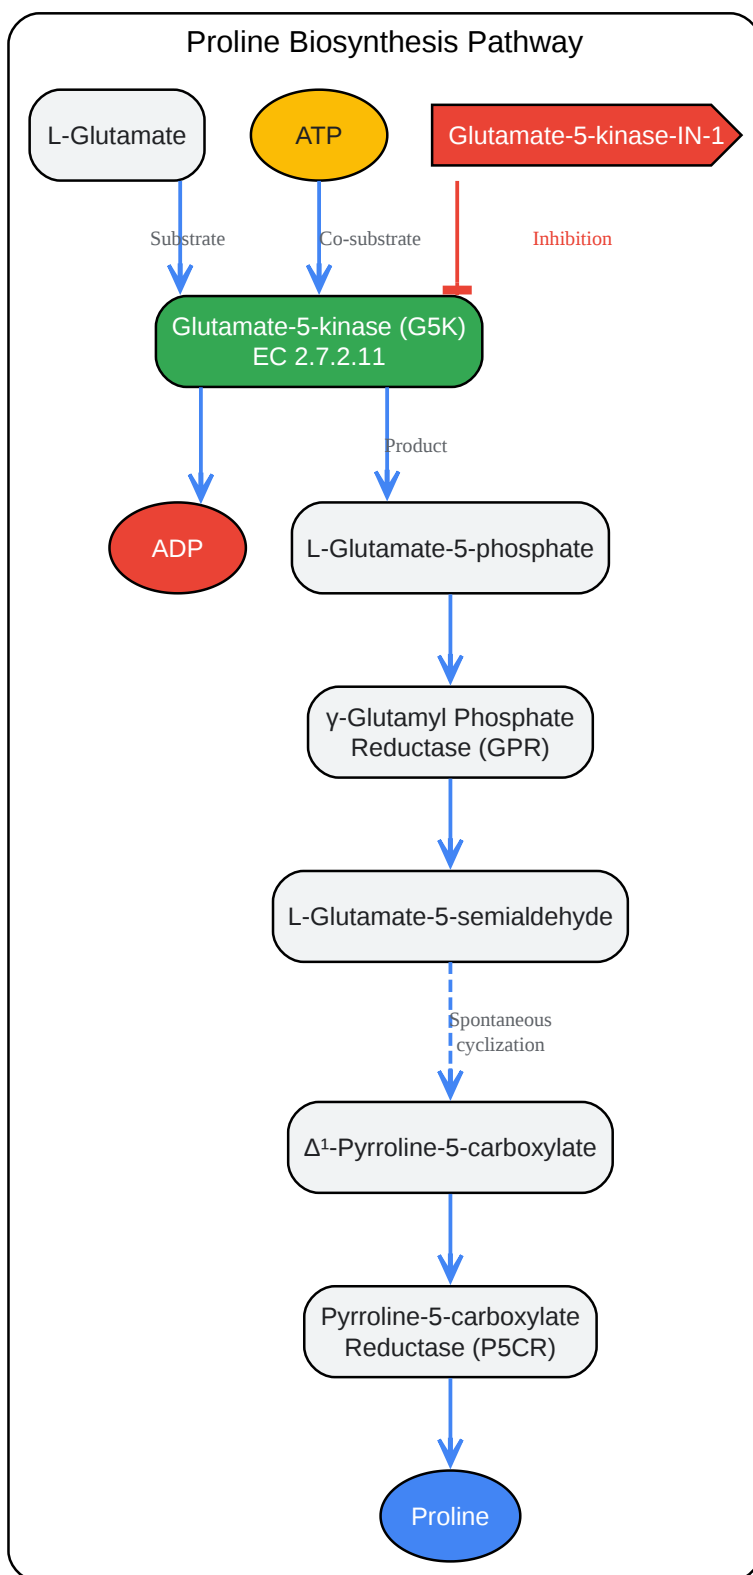 Proline Biosynthesis Pathway
L-Glutamate
ATP
Glutamate-5-kinase-IN-1
Substrate
Co-substrate
Inhibition
Glutamate-5-kinase (G5K)
EC 2.7.2.11
Product
ADP
L-Glutamate-5-phosphate
γ-Glutamyl Phosphate
Reductase (GPR)
L-Glutamate-5-semialdehyde
Spontaneous
cyclization
Δ¹-Pyrroline-5-carboxylate
Pyrroline-5-carboxylate
Reductase (P5CR)
Proline